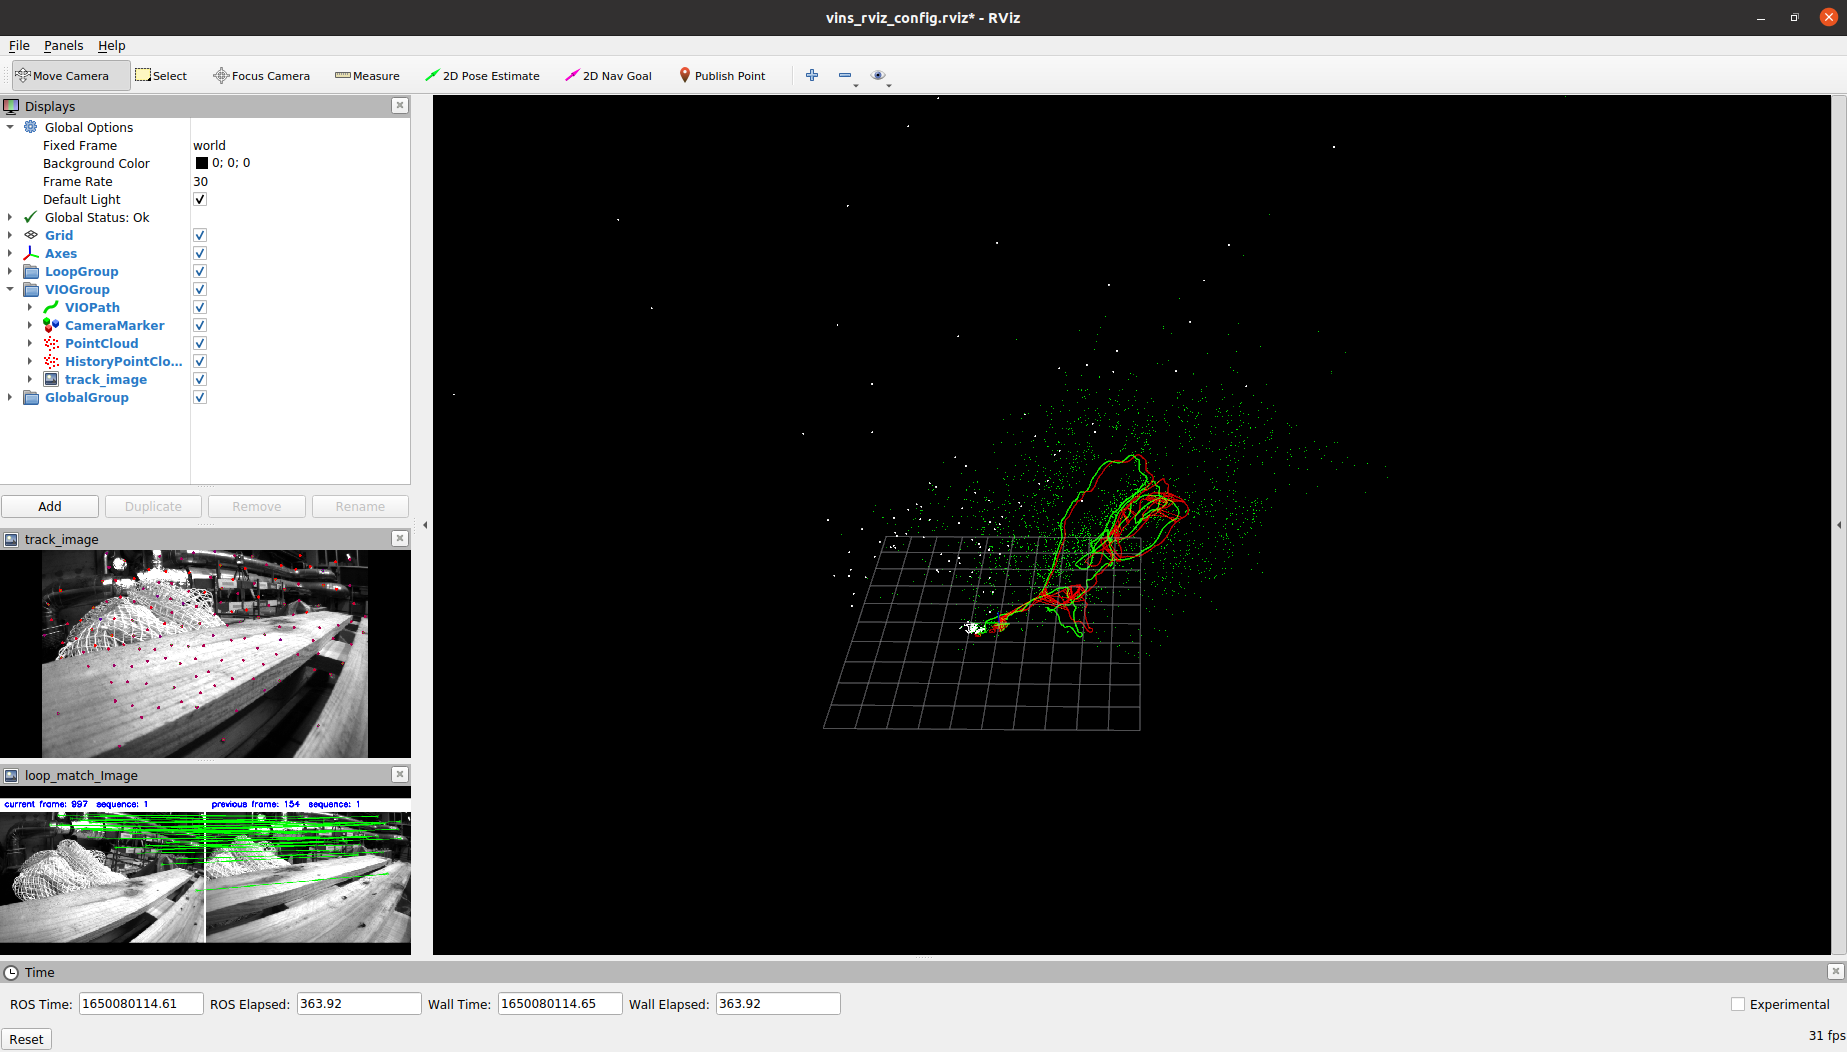 vins_rviz_config.rviz* - RViz
File Panels Help
Move Camera Select Focus Camera Measure 2D Pose Estimate 2D Nav Goal Publish Point
Displays
Global Options
Fixed Frame world
Background Color 0; 0; 0
Frame Rate 30
Default Light
Global Status: Ok
Grid
Axes
LoopGroup
VIOGroup
VIOPath
CameraMarker
PointCloud
HistoryPointClo...
track_image
GlobalGroup
Add Duplicate Remove Rename
track_image
loop_match_Image
current frame: 997 sequence: 1 previous frame: 154 sequence: 1
Time
ROS Time: 1650080114.61 ROS Elapsed: 363.92 Wall Time: 1650080114.65 Wall Elapsed: 363.92 Experimental
Reset 31 fps